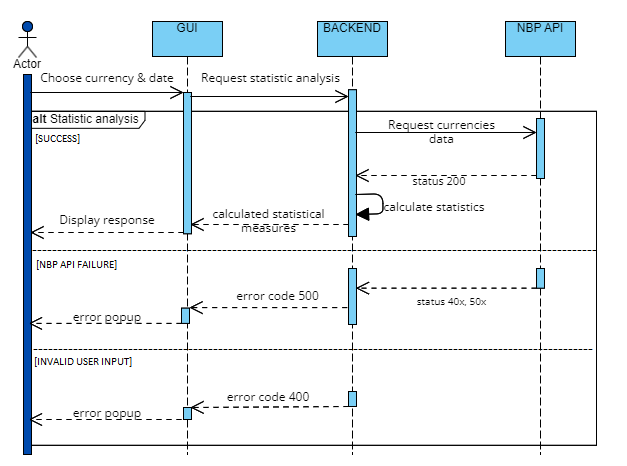 GUI
BACKEND
NBP API
Actor
Choose currency & date
Request statistic analysis
alt Statistic analysis
[SUCCESS]
Request currencies
data
status 200
calculate statistics
calculated statistical
measures
Display response
[NBP API FAILURE]
error code 500
status 40x, 50x
error popup
[INVALID USER INPUT]
error code 400
error popup